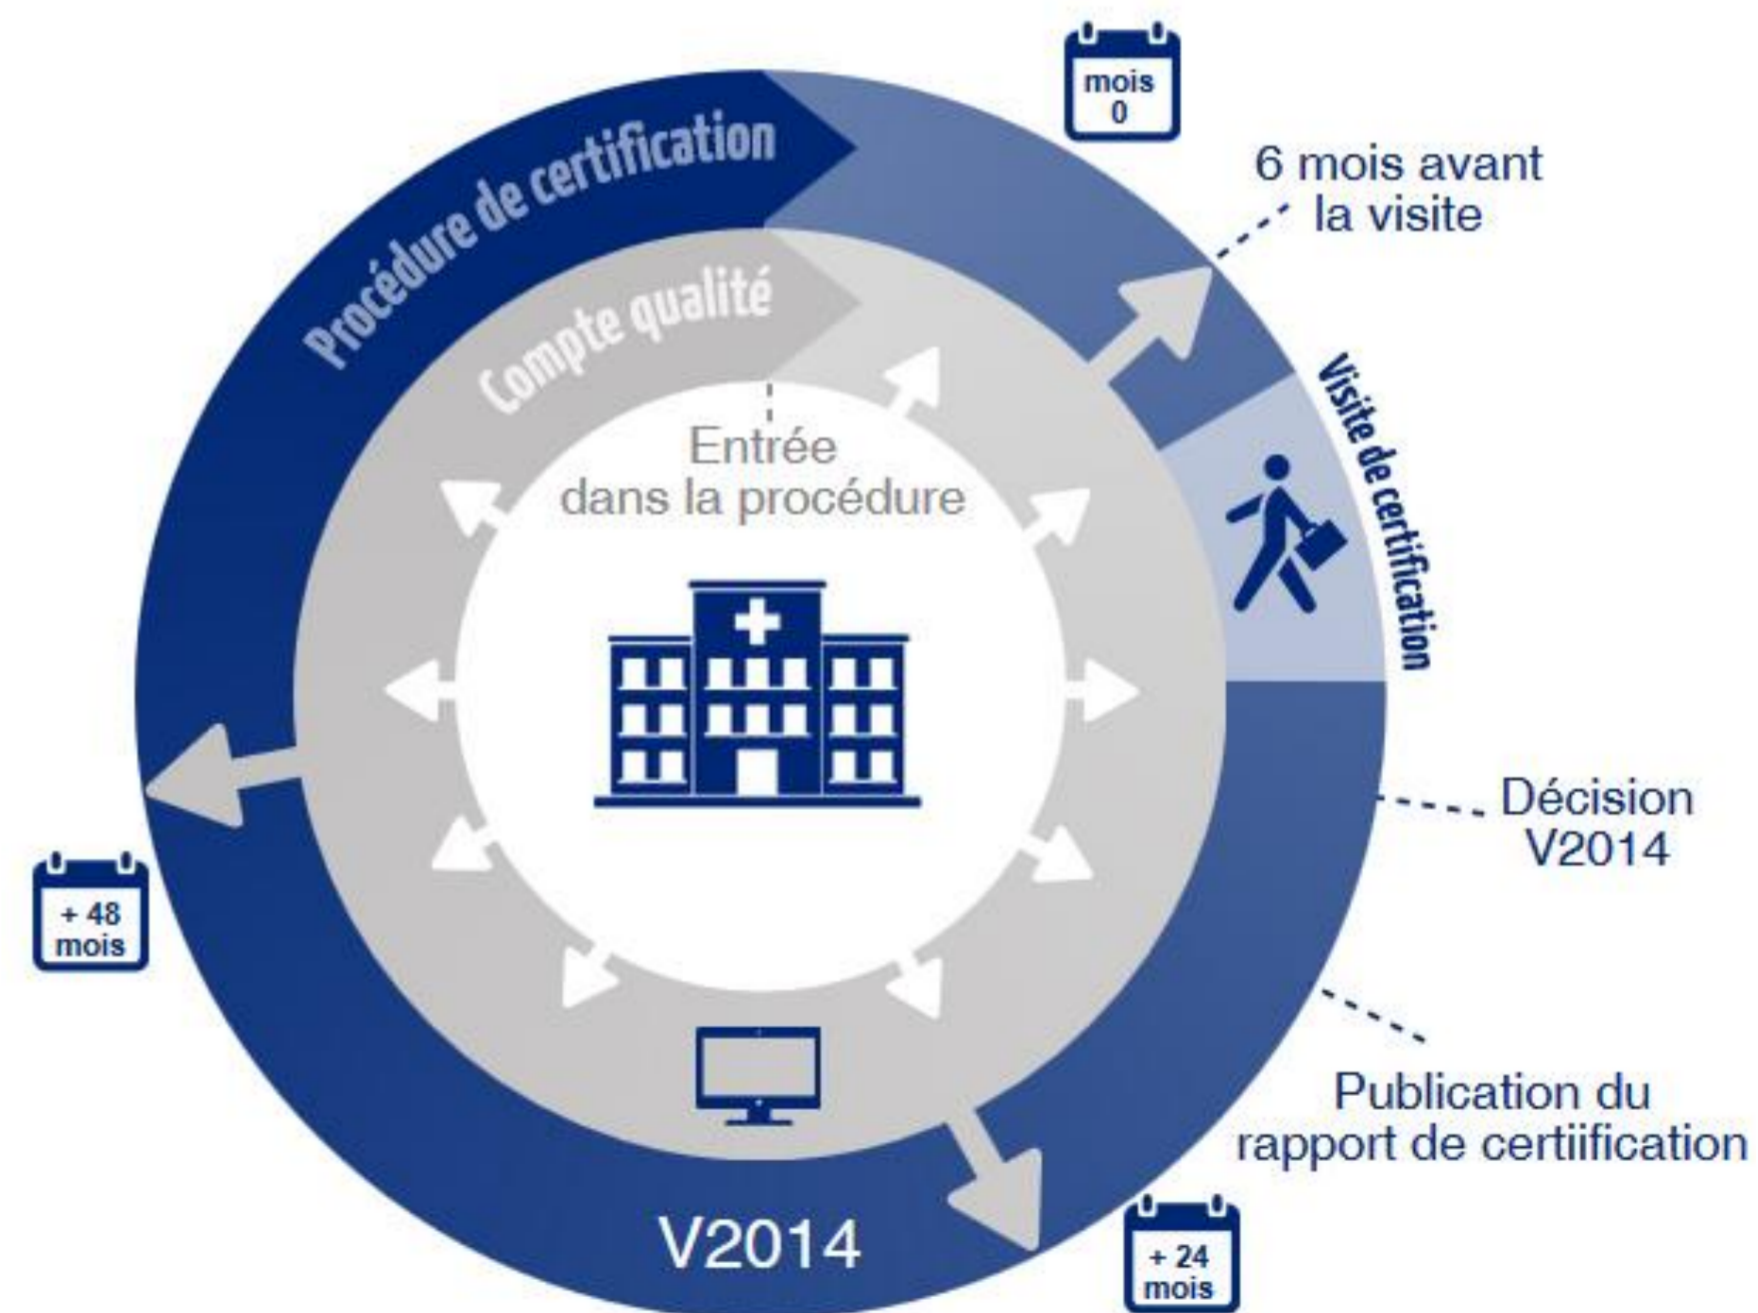 mois
0
6 mois avant
la visite
Procédure de certification
Compte qualité
Entrée
dans la procédure
Visite de certification
Décision
V2014
+ 48
mois
Publication du
rapport de certiification
V2014
+ 24
mois